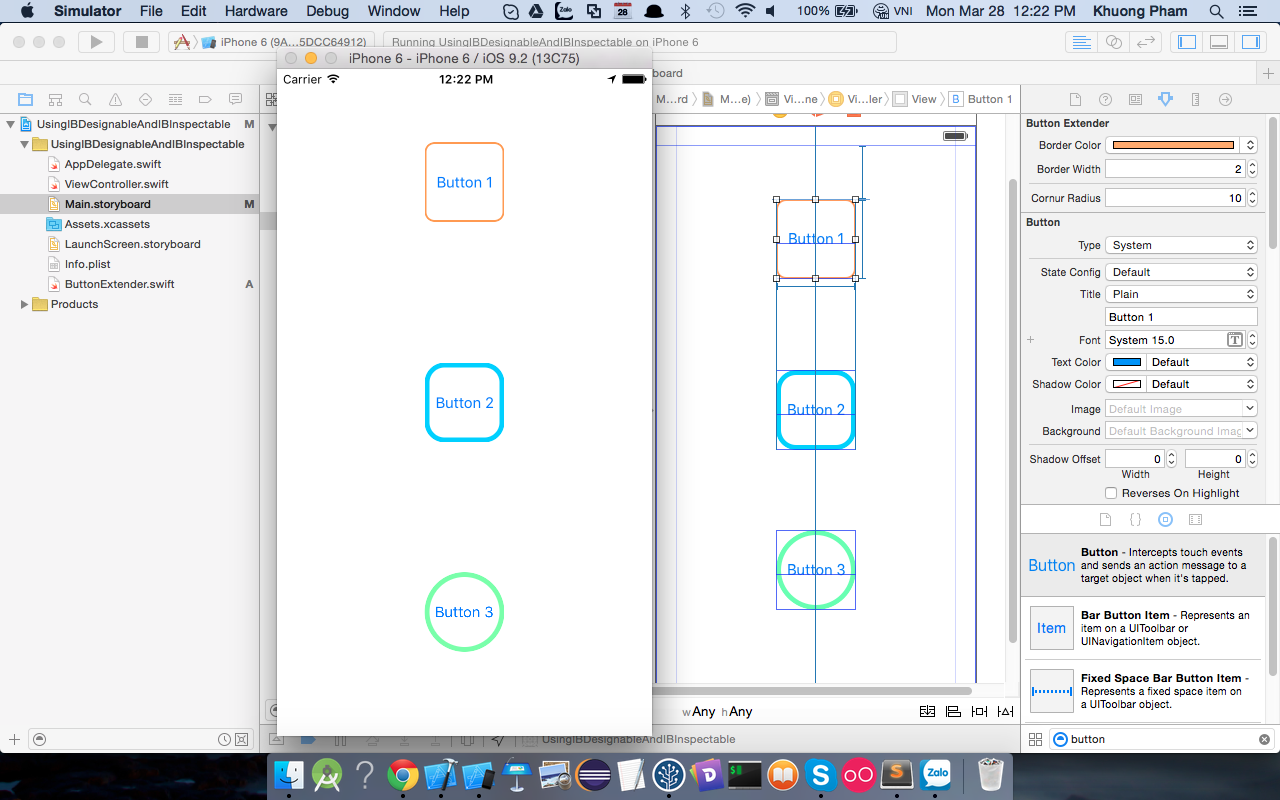 Simulator File Edit Hardware Debug Window Help 28 100% VNI Mon Mar 28 12:22 PM Khuong Pham
iPhone 6 (9A...5DCC64912) Running UsingIBDesignableAndIBInspectable on iPhone 6
iPhone 6 - iPhone 6 / iOS 9.2 (13C75)
board
UsingIBDesignableAndIBInspectable M
UsingIBDesignableAndIBInspectable
AppDelegate.swift
ViewController.swift
Main.storyboard M
Assets.xcassets
LaunchScreen.storyboard
Info.plist
ButtonExtender.swift A
Products
Carrier 12:22 PM
Button 1
Button 2
Button 3
M...rd M...e) Vi...ne Vi...ler View B Button 1
Button 1
Button 2
Button 3
wAny hAny
UsingIBDesignableAndIBInspectable
Button Extender
Border Color
Border Width 2
Cornur Radius 10
Button
Type System
State Config Default
Title Plain
Button 1
Font System 15.0 T
Text Color Default
Shadow Color Default
Image Default Image
Background Default Background Imag
Shadow Offset 0 0
Width Height
Reverses On Highlight
Button Button - Intercepts touch events
and sends an action message to a
target object when it's tapped.
Item Bar Button Item - Represents an
item on a UIToolbar or
UINavigationItem object.
Fixed Space Bar Button Item -
Represents a fixed space item on
a UIToolbar object.
button
Zalo